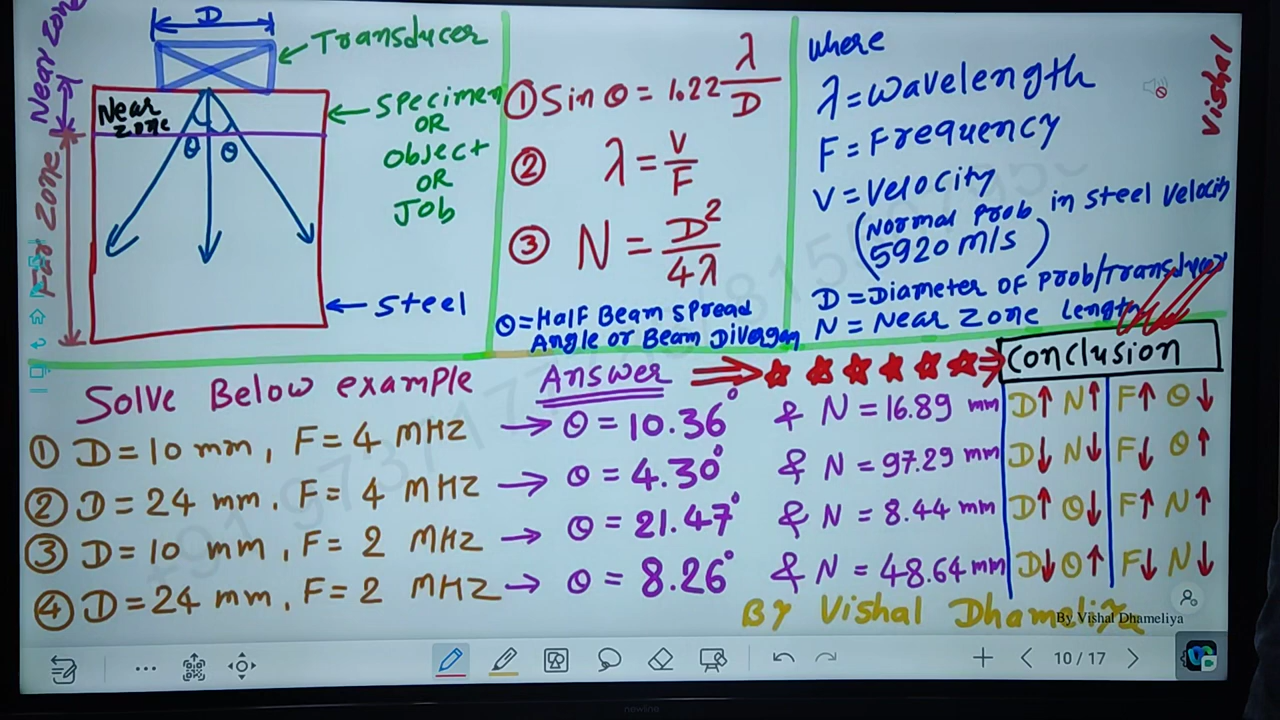 D
Transducer
Near Zone
Near
Zone
Specimen
OR
Object
OR
Job
θ θ
Far Zone
Steel
① Sin θ = 1.22 λ/D
② λ = V/F
③ N = D²/4λ
θ = Half Beam Spread
Angle or Beam Divergan
where
λ = wavelength
F = Frequency
V = Velocity
(Normal Prob in steel velocity
5920 m/s)
D = Diameter of Prob/Transducer
N = Near Zone Length
Vishal
Solve Below example
Answer
Conclusion
① D = 10 mm, F = 4 MHZ → θ = 10.36° & N = 16.89 mm
② D = 24 mm, F = 4 MHZ → θ = 4.30° & N = 97.29 mm
③ D = 10 mm, F = 2 MHZ → θ = 21.47° & N = 8.44 mm
④ D = 24 mm, F = 2 MHZ → θ = 8.26° & N = 48.64 mm
D↑ N↑ F↑ θ↓
D↓ N↓ F↓ θ↑
D↑ θ↓ F↑ N↑
D↓ θ↑ F↓ N↓
By Vishal Dhameliya
By Vishal Dhameliya
10 / 17
newline